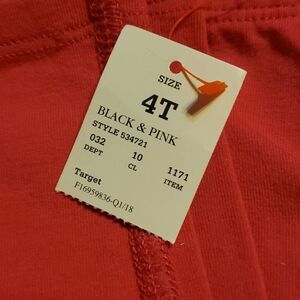 SIZE
4T
BLACK & PINK
STYLE 534721
032 10 1171
DEPT CL ITEM
Target
F16959836-Q1/18